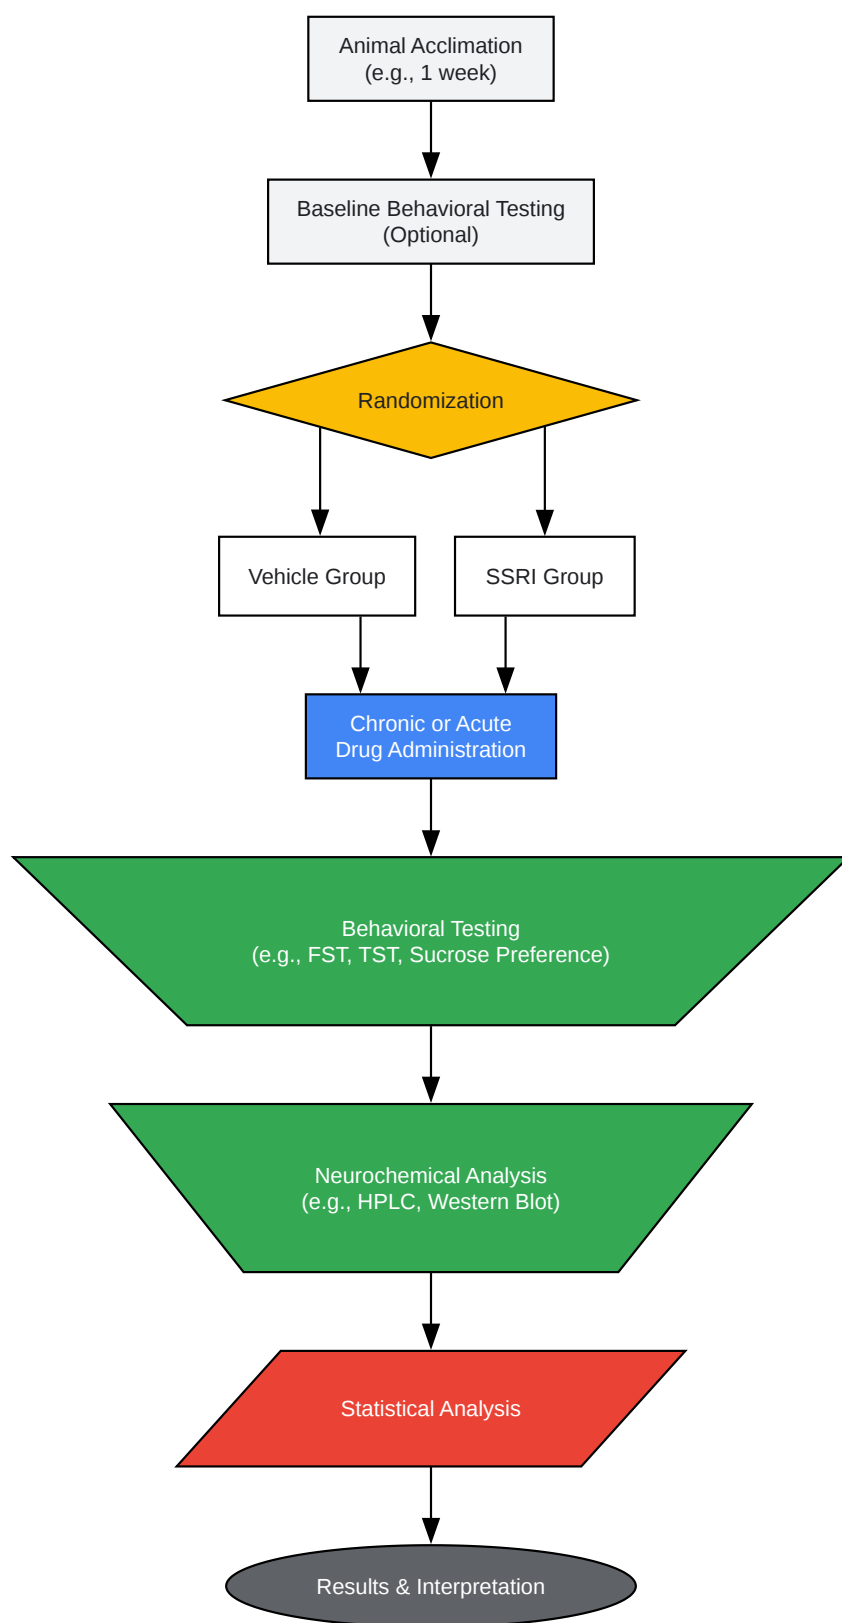 Animal Acclimation
(e.g., 1 week)
Baseline Behavioral Testing
(Optional)
Randomization
Vehicle Group
SSRI Group
Chronic or Acute
Drug Administration
Behavioral Testing
(e.g., FST, TST, Sucrose Preference)
Neurochemical Analysis
(e.g., HPLC, Western Blot)
Statistical Analysis
Results & Interpretation